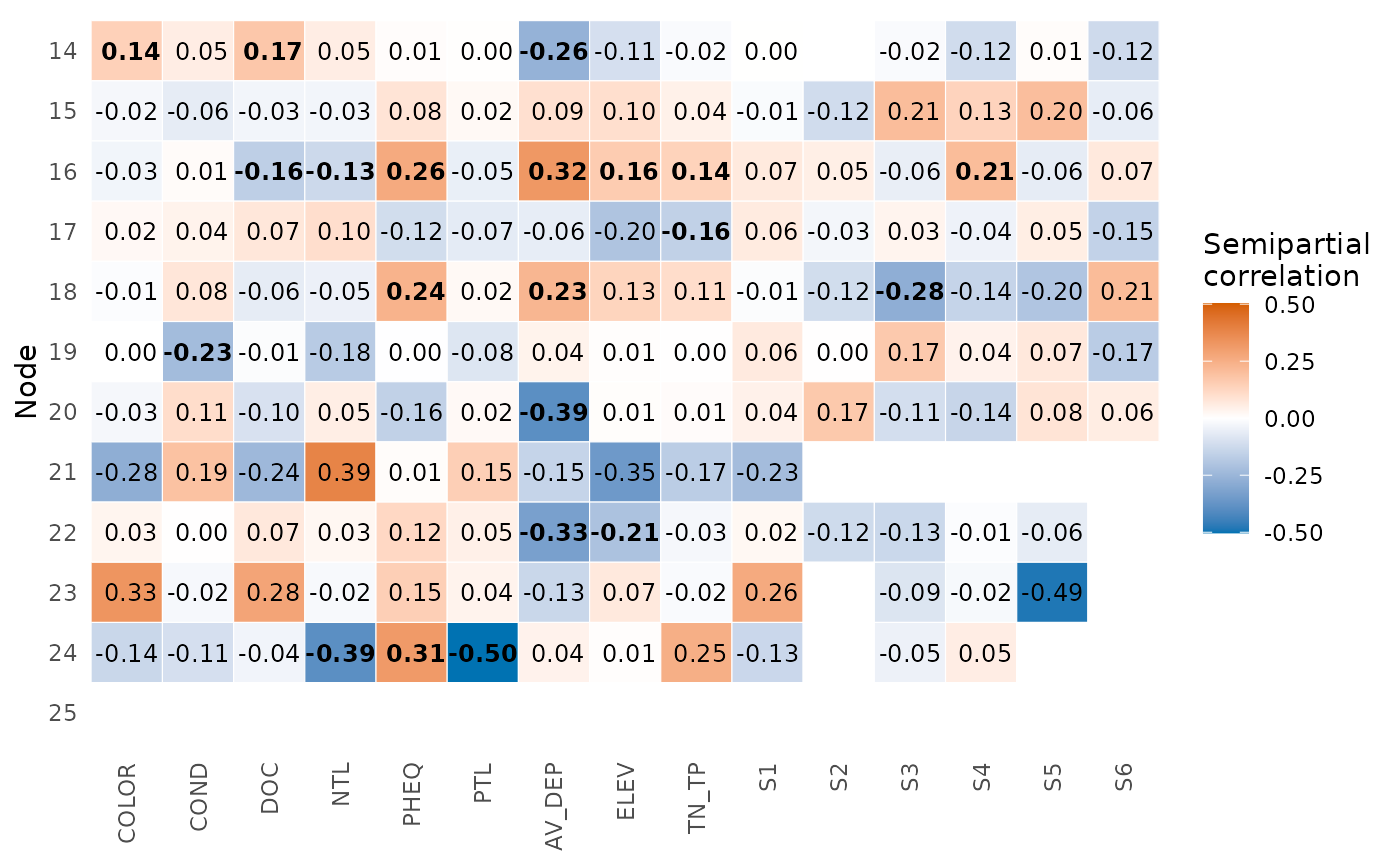 14 0.14 0.05 0.17 0.05 0.01 0.00 -0.26 -0.11 -0.02 0.00 -0.02 -0.12 0.01 -0.12
15 -0.02 -0.06 -0.03 -0.03 0.08 0.02 0.09 0.10 0.04 -0.01 -0.12 0.21 0.13 0.20 -0.06
16 -0.03 0.01 -0.16 -0.13 0.26 -0.05 0.32 0.16 0.14 0.07 0.05 -0.06 0.21 -0.06 0.07
17 0.02 0.04 0.07 0.10 -0.12 -0.07 -0.06 -0.20 -0.16 0.06 -0.03 0.03 -0.04 0.05 -0.15
18 -0.01 0.08 -0.06 -0.05 0.24 0.02 0.23 0.13 0.11 -0.01 -0.12 -0.28 -0.14 -0.20 0.21
19 0.00 -0.23 -0.01 -0.18 0.00 -0.08 0.04 0.01 0.00 0.06 0.00 0.17 0.04 0.07 -0.17
20 -0.03 0.11 -0.10 0.05 -0.16 0.02 -0.39 0.01 0.01 0.04 0.17 -0.11 -0.14 0.08 0.06
21 -0.28 0.19 -0.24 0.39 0.01 0.15 -0.15 -0.35 -0.17 -0.23
22 0.03 0.00 0.07 0.03 0.12 0.05 -0.33 -0.21 -0.03 0.02 -0.12 -0.13 -0.01 -0.06
23 0.33 -0.02 0.28 -0.02 0.15 0.04 -0.13 0.07 -0.02 0.26 -0.09 -0.02 -0.49
24 -0.14 -0.11 -0.04 -0.39 0.31 -0.50 0.04 0.01 0.25 -0.13 -0.05 0.05
25
Node
COLOR COND DOC NTL PHEQ PTL AV_DEP ELEV TN_TP S1 S2 S3 S4 S5 S6
Semipartial
correlation
0.50
0.25
0.00
-0.25
-0.50